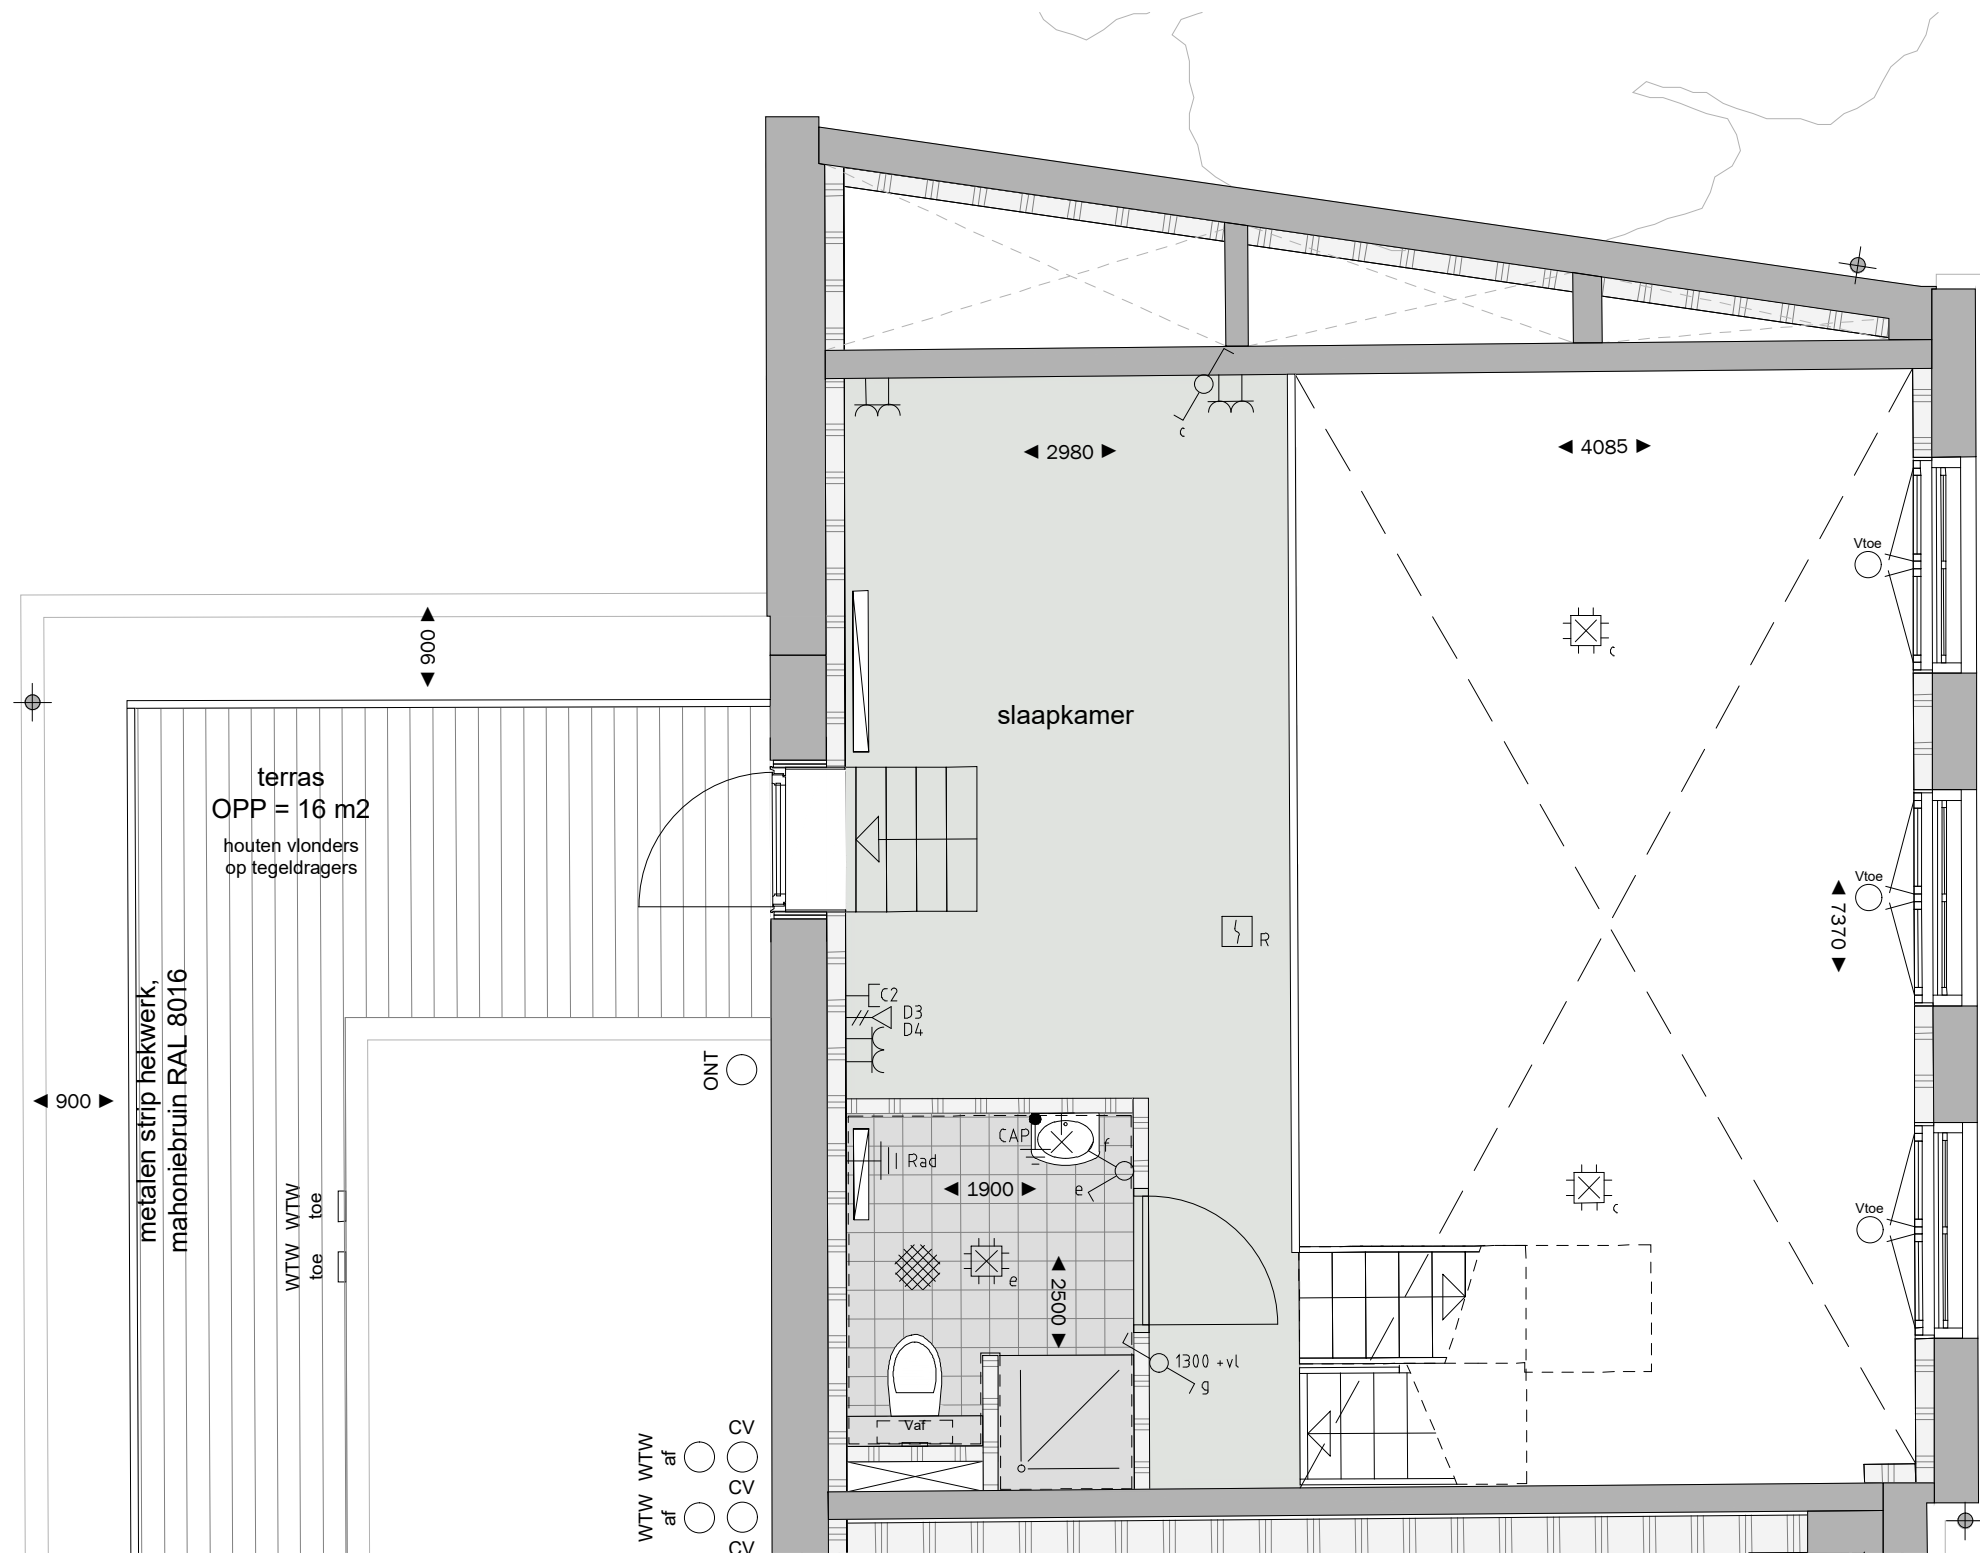 c
2980
4085
Vtoe
900
c
slaapkamer
terras
OPP = 16 m2
houten vlonders
op tegeldragers
Vtoe
7370
R
metalen strip hekwerk,
mahoniebruin RAL 8016
C2
D3
D4
ONT
900
CAP
f
Rad
e
1900
WTW
toe
c
Vtoe
WTW
toe
e
2500
1300 +vl
g
Vaf
CV
WTW
af
CV
WTW
af
CV